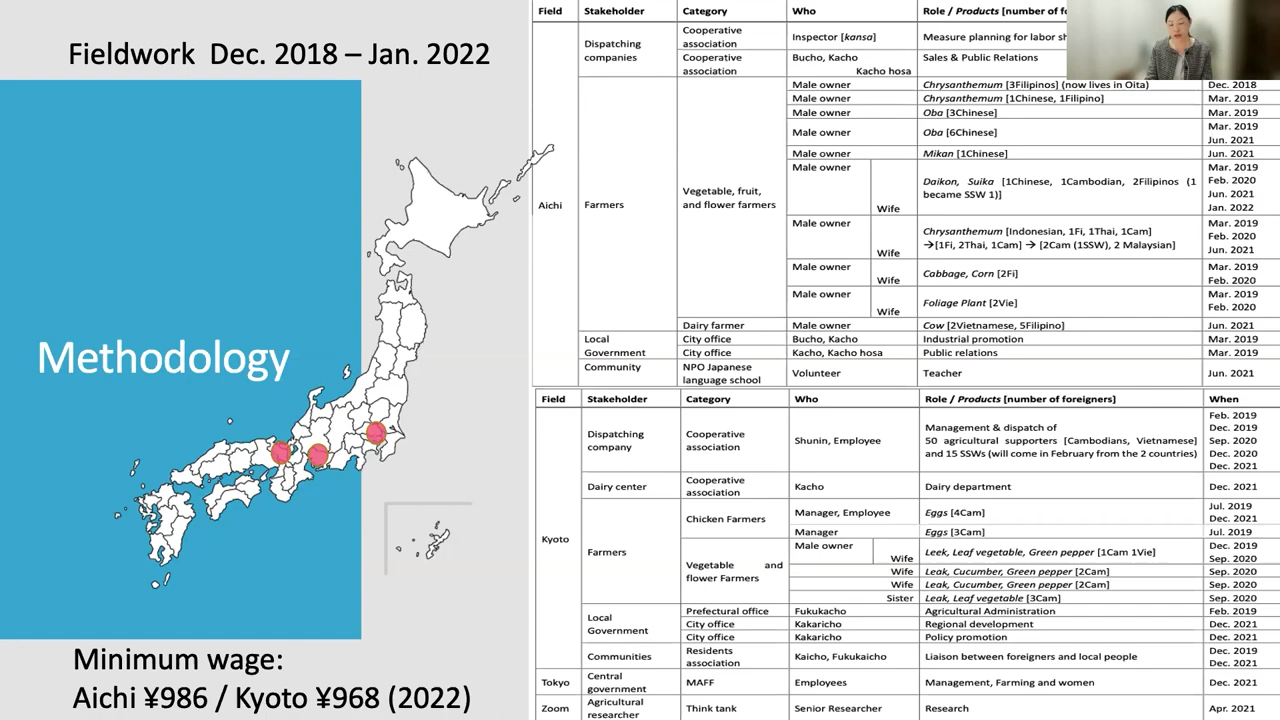 Fieldwork Dec. 2018 – Jan. 2022
Methodology
Minimum wage:
Aichi ¥986 / Kyoto ¥968 (2022)
Field Stakeholder Category Who Role / Products [number of
Aichi
Dispatching companies
Cooperative association
Inspector [kansa]
Measure planning for labor
Cooperative association
Bucho, Kacho
Kacho hosa
Sales & Public Relations
Farmers
Vegetable, fruit, and flower farmers
Male owner Chrysanthemum [3Filipinos] (now lives in Oita) Dec. 2018
Male owner Chrysanthemum [1Chinese, 1Filipino] Mar. 2019
Male owner Oba [3Chinese] Mar. 2019
Male owner Oba [6Chinese] Mar. 2019
Jun. 2021
Male owner Mikan [1Chinese] Jun. 2021
Male owner
Wife
Daikon, Suika [1Chinese, 1Cambodian, 2Filipinos (1
became SSW 1)]
Mar. 2019
Feb. 2020
Jun. 2021
Jan. 2022
Male owner
Wife
Chrysanthemum [Indonesian, 1Fi, 1Thai, 1Cam]
→[1Fi, 2Thai, 1Cam] → [2Cam (1SSW), 2 Malaysian]
Mar. 2019
Feb. 2020
Jun. 2021
Male owner
Wife
Cabbage, Corn [2Fi]
Mar. 2019
Feb. 2020
Male owner
Wife
Foliage Plant [2Vie]
Mar. 2019
Feb. 2020
Dairy farmer Male owner Cow [2Vietnamese, 5Filipino] Jun. 2021
Local Government
City office Bucho, Kacho Industrial promotion Mar. 2019
City office Kacho, Kacho hosa Public relations Mar. 2019
Community
NPO Japanese language school
Volunteer Teacher Jun. 2021
Field Stakeholder Category Who Role / Products [number of foreigners] When
Kyoto
Dispatching company
Cooperative association
Shunin, Employee
Management & dispatch of
50 agricultural supporters [Cambodians, Vietnamese]
and 15 SSWs (will come in February from the 2 countries)
Feb. 2019
Dec. 2019
Sep. 2020
Dec. 2020
Dec. 2021
Dairy center
Cooperative association
Kacho Dairy department Dec. 2021
Farmers
Chicken Farmers
Manager, Employee Eggs [4Cam] Jul. 2019
Dec. 2021
Manager Eggs [3Cam] Jul. 2019
Vegetable and flower Farmers
Male owner
Wife
Leek, Leaf vegetable, Green pepper [1Cam 1Vie]
Dec. 2019
Sep. 2020
Wife Leak, Cucumber, Green pepper [2Cam] Sep. 2020
Wife Leak, Cucumber, Green pepper [2Cam] Sep. 2020
Sister Leak, Leaf vegetable [3Cam] Sep. 2020
Local Government
Prefectural office Fukukacho Agricultural Administration Feb. 2019
City office Kakaricho Regional development Dec. 2021
City office Kakaricho Policy promotion Dec. 2021
Communities
Residents association
Kaicho, Fukukaicho Liaison between foreigners and local people
Dec. 2019
Dec. 2021
Tokyo
Central government
MAFF Employees Management, Farming and women Dec. 2021
Zoom
Agricultural researcher
Think tank Senior Researcher Research Apr. 2021